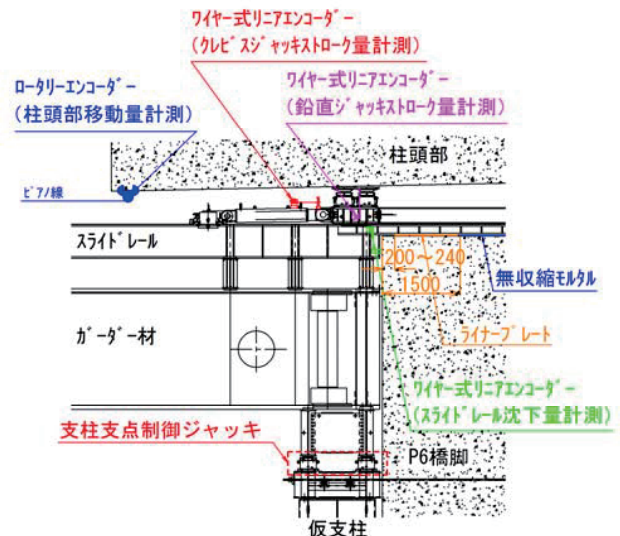 ワイヤー式リニアエンコーダー
(クレビスジャッキストローク量計測)
ワイヤー式リニアエンコーダー
(鉛直ジャッキストローク量計測)
ロータリーエンコーダー
(柱頭部移動量計測)
柱頭部
ピアノ線
スライドレール
200～240
1500
無収縮モルタル
ガーダー材
ライナープレート
ワイヤー式リニアエンコーダー
(スライドレール沈下量計測)
支柱支点制御ジャッキ
P6橋脚
仮支柱